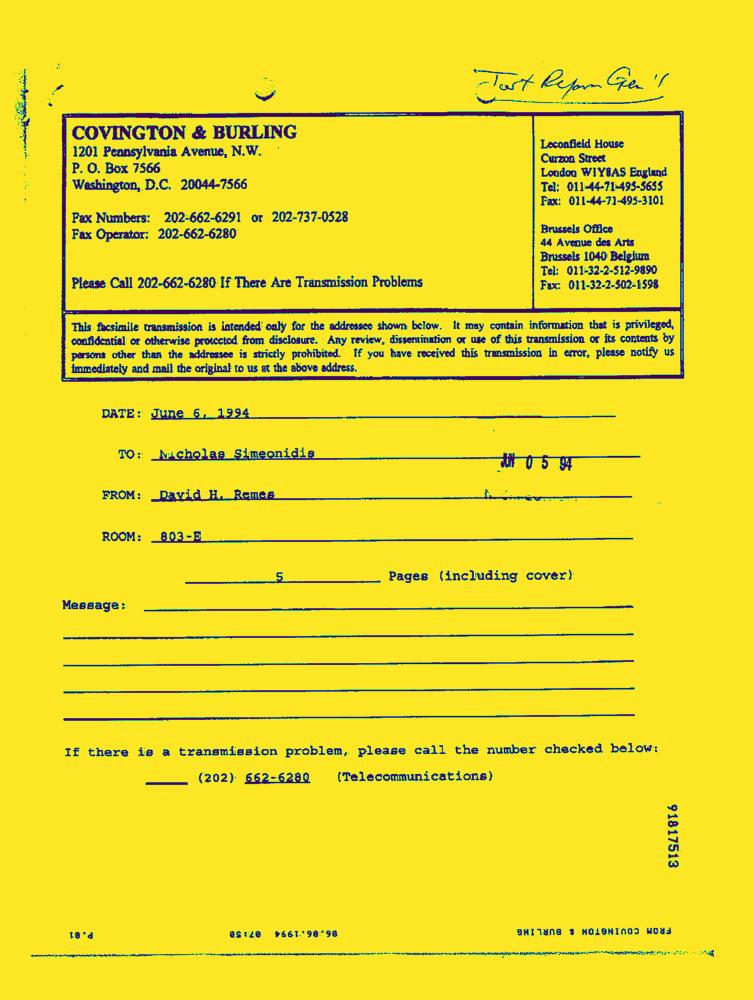 Tort Reform Gen'l
COVINGTON & BURLING
1201 Pennsylvania Avenue, N.W.
P. O. Box 7566
Washington, D.C. 20044-7566
Fax Numbers: 202-662-6291 or 202-737-0528
Fax Operator: 202-662-6280
Please Call 202-662-6280 If There Are Transmission Problems
Leconfield House
Curzon Street
London W1Y8AS England
Tel: 011-44-71-495-5655
Fax: 011-44-71-495-3101
Brussels Office
44 Avenue des Arts
Brussels 1040 Belgium
Tel: 011-32-2-512-9890
Fax: 011-32-2-502-1598
This facsimile transmission is intended only for the addressee shown below. It may contain information that is privileged,
confidential or otherwise protected from disclosure. Any review, dissemination or use of this transmission or its contents by
persons other than the addressee is strictly prohibited. If you have received this transmission in error, please notify us
immediately and mail the original to us at the above address.
DATE: June 6, 1994
TO: Nicholas Simeonidis
JUN 05 94
FROM: David H. Remes
ROOM: 803-E
5 Pages (including cover)
Message:
If there is a transmission problem, please call the number checked below:
(202) 662-6280 (Telecommunications)
91817513
FROM COVINGTON & BURLING 06.06.1994 07:50 P.01